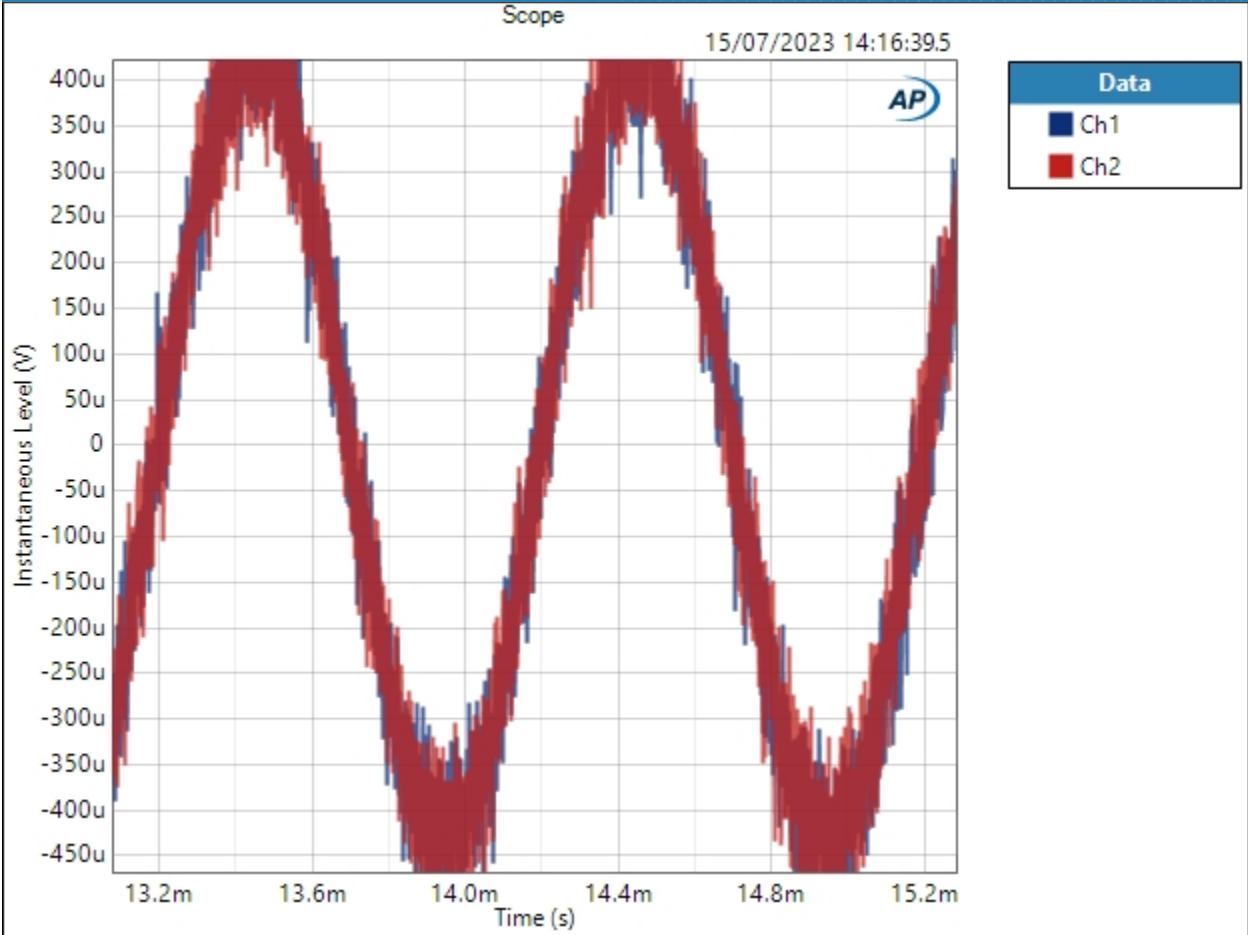 Scope
15/07/2023 14:16:39.5
AP
Data
Ch1
Ch2
Instantaneous Level (V)
400u
350u
300u
250u
200u
150u
100u
50u
0
-50u
-100u
-150u
-200u
-250u
-300u
-350u
-400u
-450u
13.2m 13.6m 14.0m 14.4m 14.8m 15.2m
Time (s)